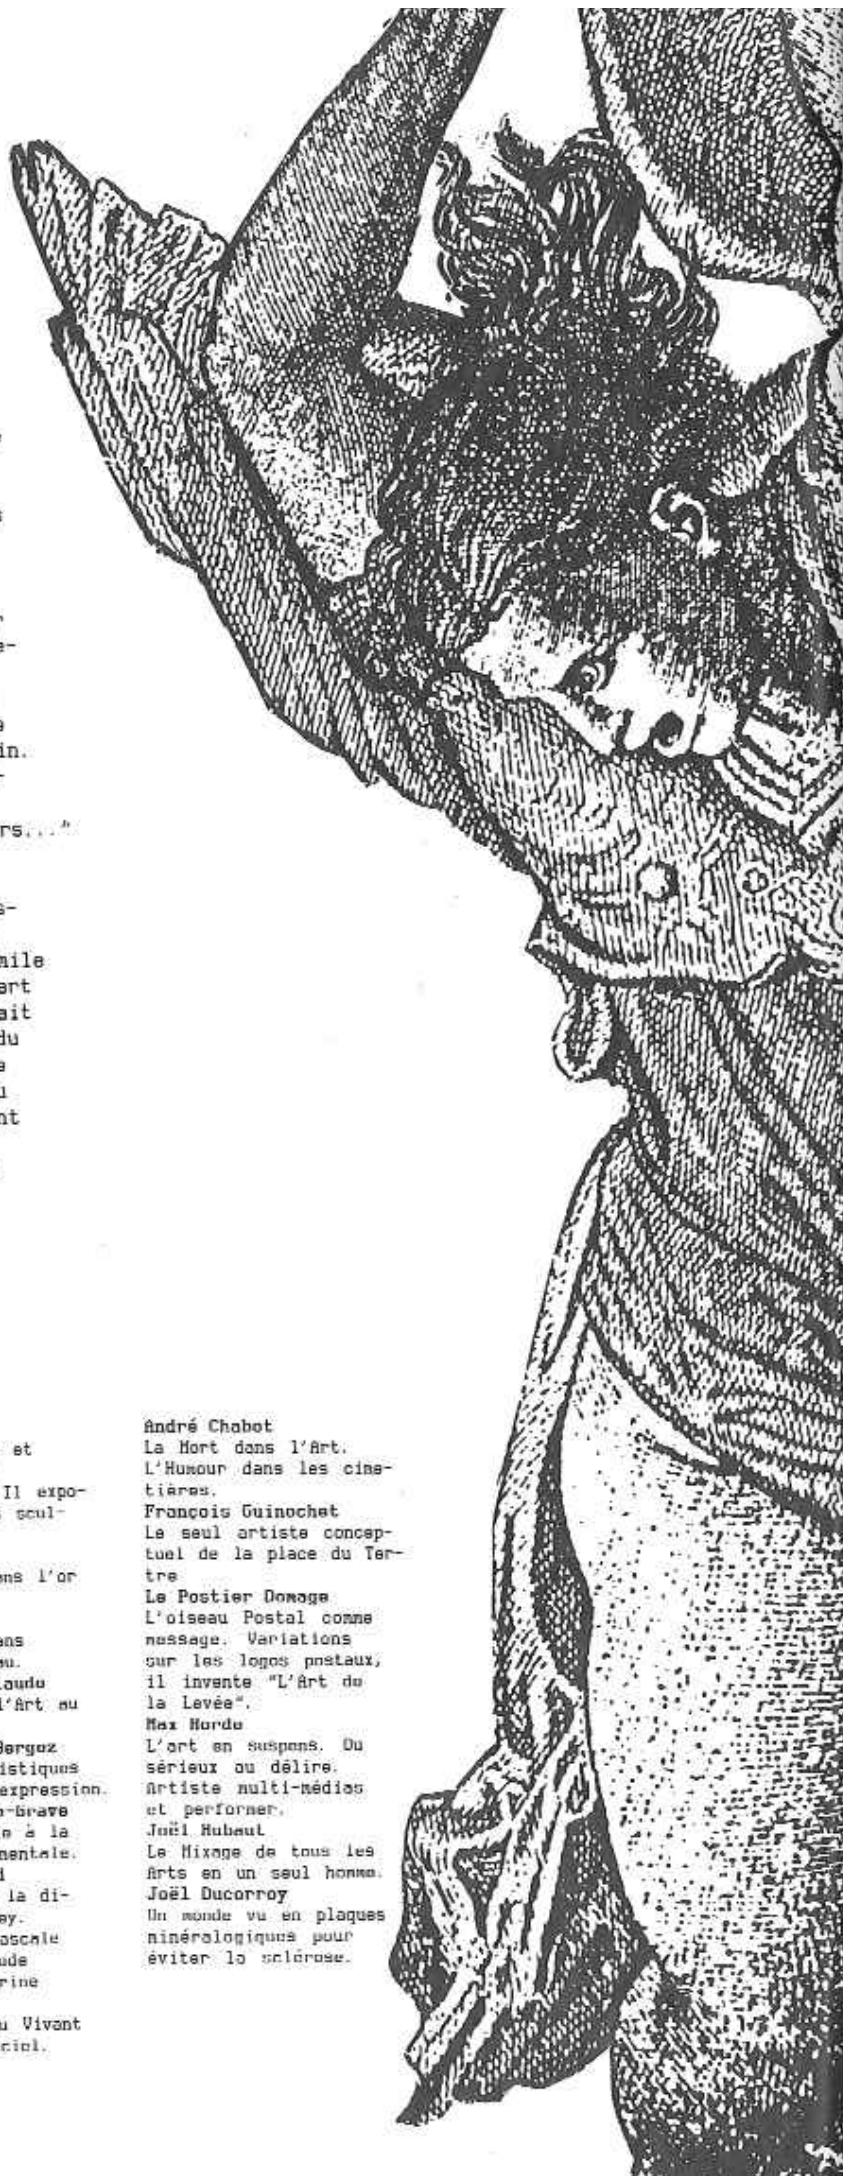 e-
in.
rs..."
s-
mile
art
ait
du
u
nt
et
Il expo-
scul-
ans l'or
ans
au.
laude
l'Art au
Bergoz
istiques
expression.
-Grave
e à la
mentale.
la di-
ey.
ascale
ude
rine
u Vivant
ciel.
André Chabot
La Mort dans l'Art.
L'Humour dans les cime-
tières.
François Guinochet
Le seul artiste concep-
tuel de la place du Ter-
tre
Le Postier Domage
L'oiseau Postal comme
message. Variations
sur les logos postaux,
il invente "L'Art de
la Levée".
Max Horde
L'art en suspens. Du
sérieux au délire.
Artiste multi-médias
et performer.
Joël Hubaut
Le Mixage de tous les
Arts en un seul homme.
Joël Ducorroy
Un monde vu en plaques
minéralogiques pour
éviter la sclérose.